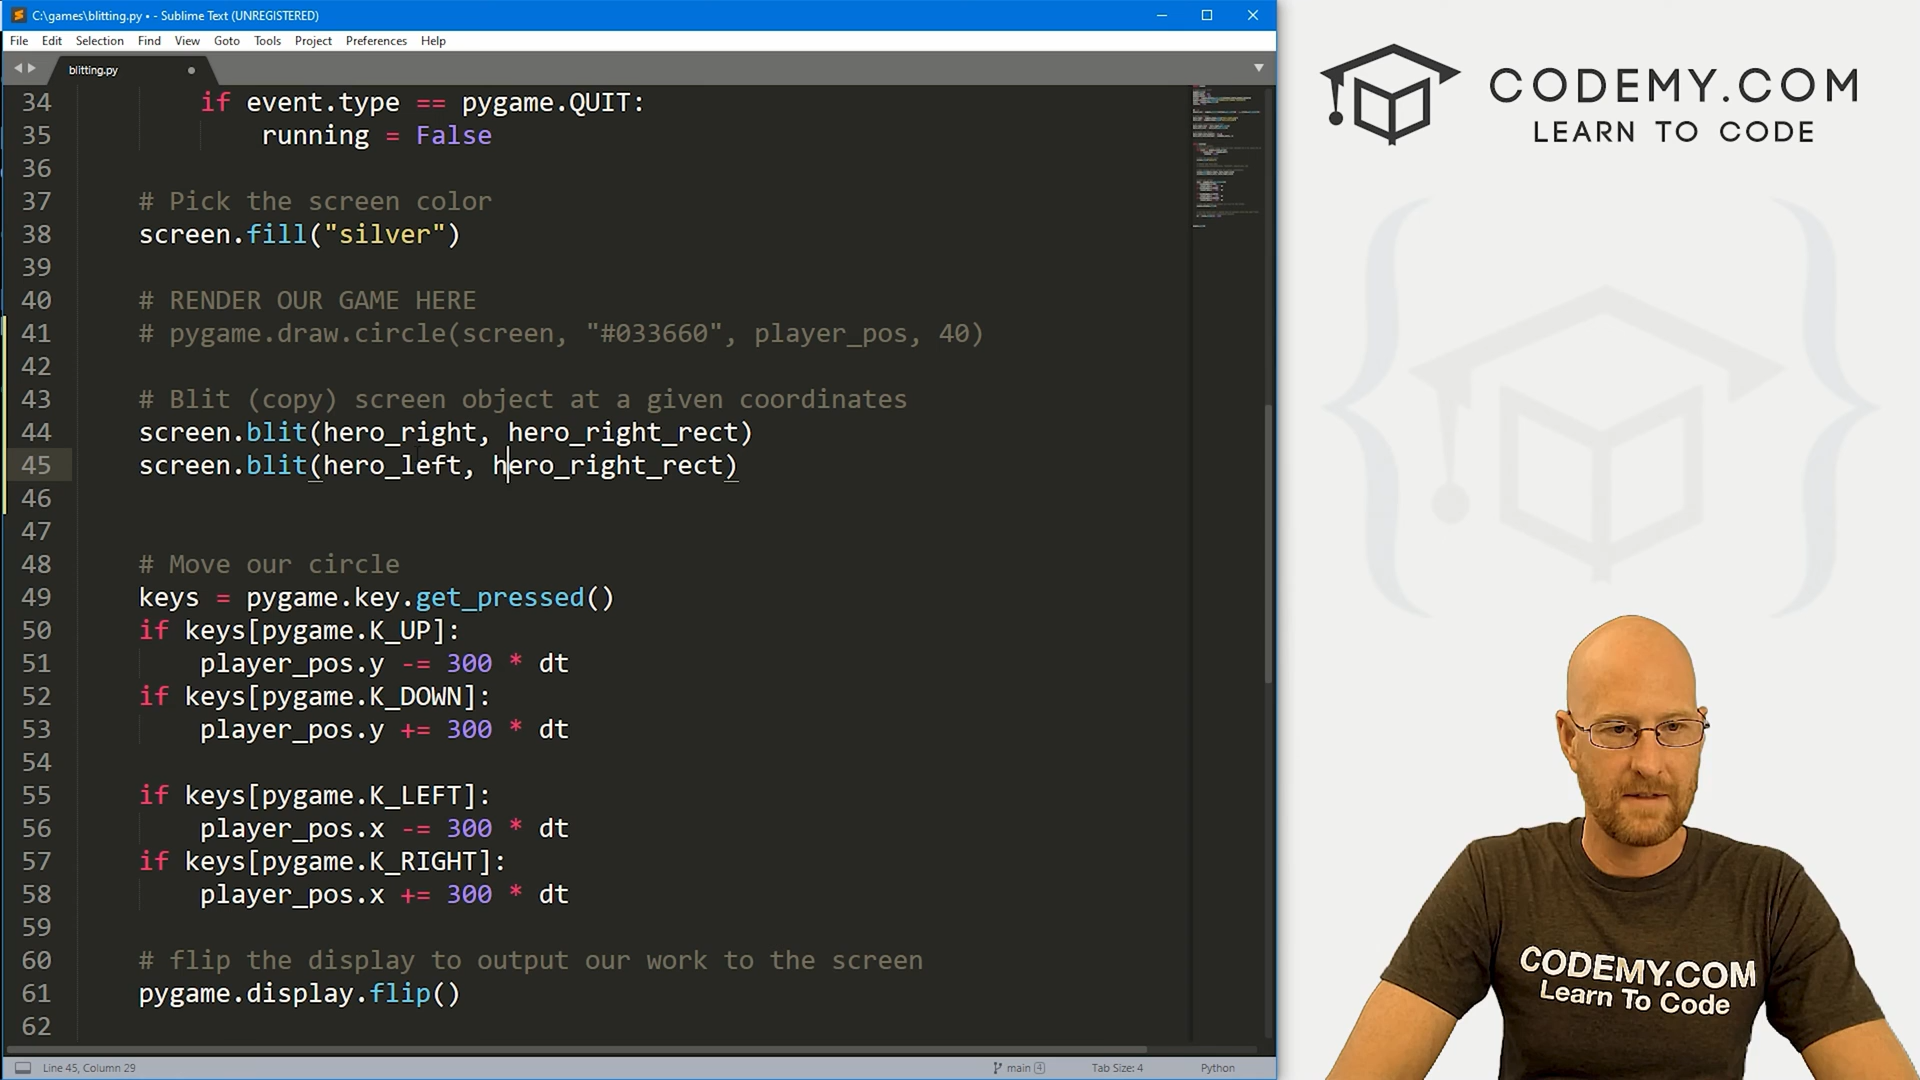 C:\games\blitting.py • - Sublime Text (UNREGISTERED)
File Edit Selection Find View Goto Tools Project Preferences Help
blitting.py
34 if event.type == pygame.QUIT:
35 running = False
36
37 # Pick the screen color
38 screen.fill("silver")
39
40 # RENDER OUR GAME HERE
41 # pygame.draw.circle(screen, "#033660", player_pos, 40)
42
43 # Blit (copy) screen object at a given coordinates
44 screen.blit(hero_right, hero_right_rect)
45 screen.blit(hero_left, hero_right_rect)
46
47
48 # Move our circle
49 keys = pygame.key.get_pressed()
50 if keys[pygame.K_UP]:
51 player_pos.y -= 300 * dt
52 if keys[pygame.K_DOWN]:
53 player_pos.y += 300 * dt
54
55 if keys[pygame.K_LEFT]:
56 player_pos.x -= 300 * dt
57 if keys[pygame.K_RIGHT]:
58 player_pos.x += 300 * dt
59
60 # flip the display to output our work to the screen
61 pygame.display.flip()
62
Line 45, Column 29
main 4
Tab Size: 4
Python
CODEMY.COM
LEARN TO CODE
CODEMY.COM
Learn To Code